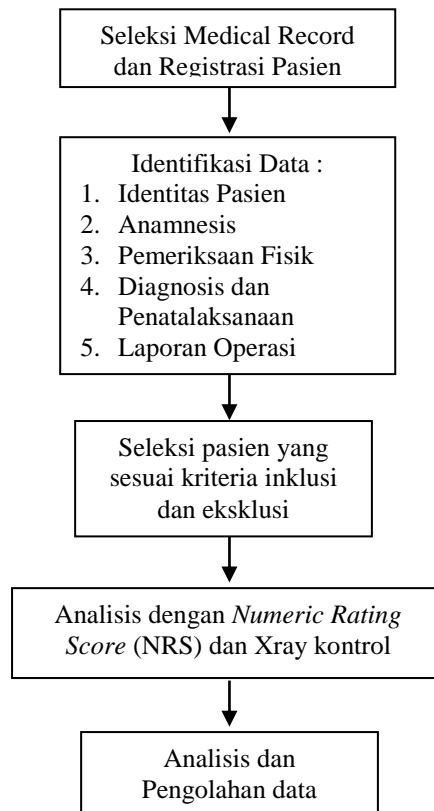 Seleksi Medical Record
dan Registrasi Pasien
Identifikasi Data :
1. Identitas Pasien
2. Anamnesis
3. Pemeriksaan Fisik
4. Diagnosis dan
Penatalaksanaan
5. Laporan Operasi
Seleksi pasien yang
sesuai kriteria inklusi
dan eksklusi
Analisis dengan Numeric Rating
Score (NRS) dan Xray kontrol
Analisis dan
Pengolahan data